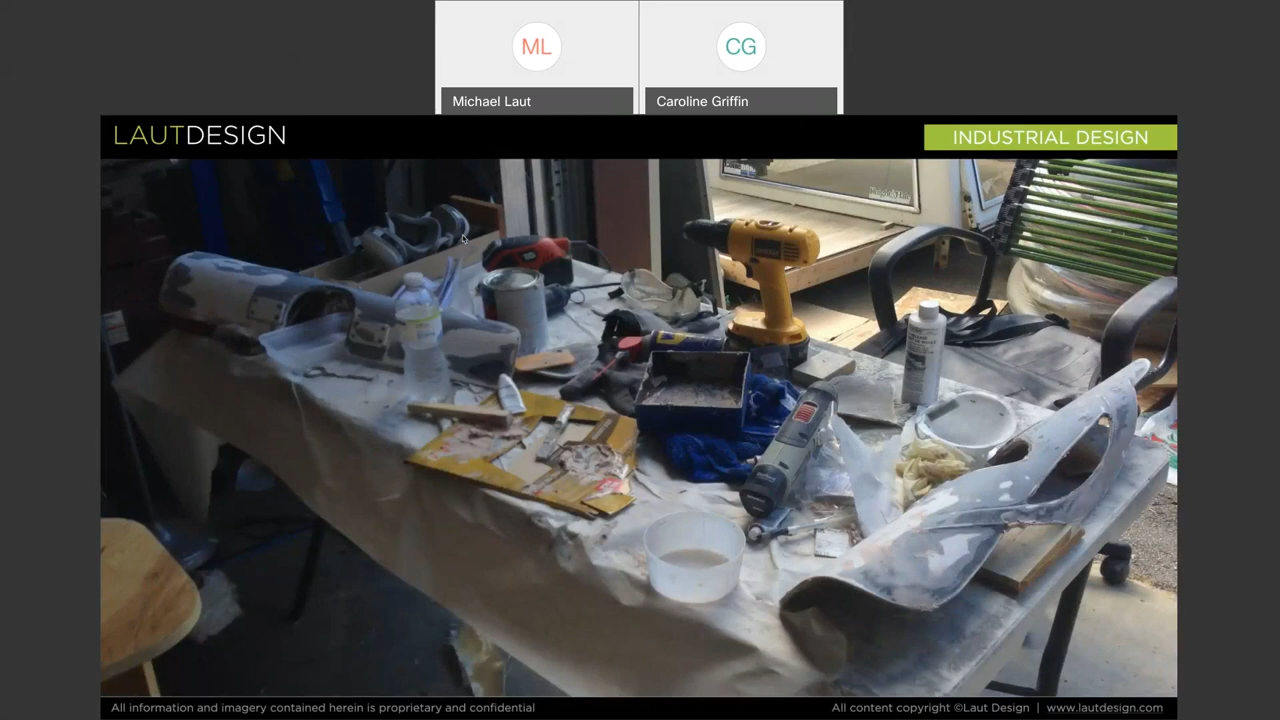 ML
CG
Michael Laut
Caroline Griffin
LAUTDESIGN
INDUSTRIAL DESIGN
All information and imagery contained herein is proprietary and confidential
All content copyright ©Laut Design | www.lautdesign.com